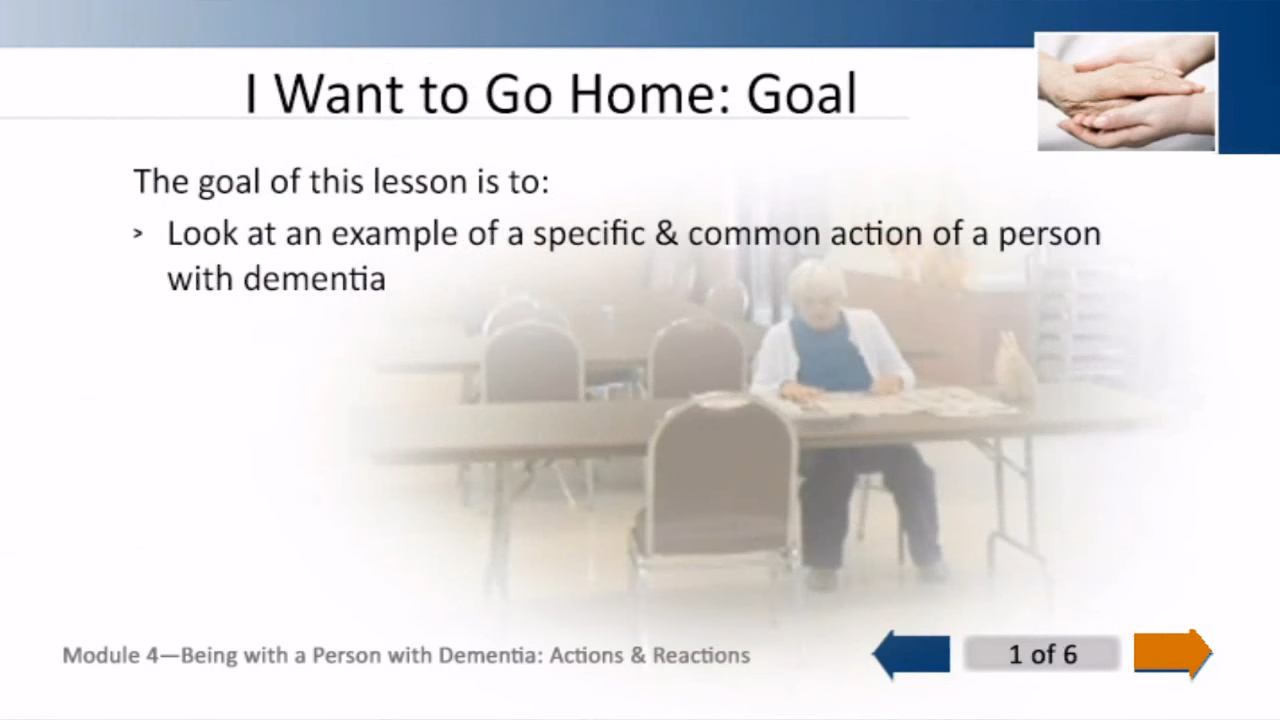 I Want to Go Home: Goal
The goal of this lesson is to:
> Look at an example of a specific & common action of a person
with dementia
Module 4—Being with a Person with Dementia: Actions & Reactions
1 of 6